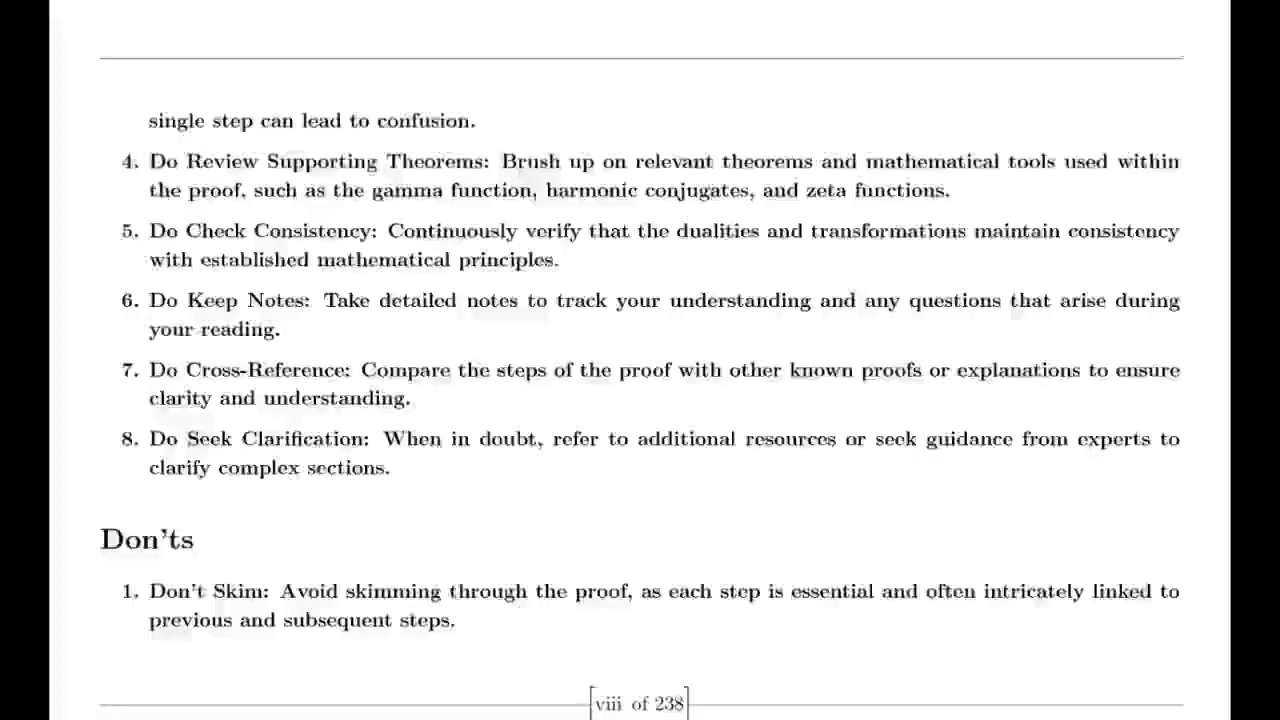 single step can lead to confusion.
4. Do Review Supporting Theorems: Brush up on relevant theorems and mathematical tools used within
the proof, such as the gamma function, harmonic conjugates, and zeta functions.
5. Do Check Consistency: Continuously verify that the dualities and transformations maintain consistency
with established mathematical principles.
6. Do Keep Notes: Take detailed notes to track your understanding and any questions that arise during
your reading.
7. Do Cross-Reference: Compare the steps of the proof with other known proofs or explanations to ensure
clarity and understanding.
8. Do Seek Clarification: When in doubt, refer to additional resources or seek guidance from experts to
clarify complex sections.
Don'ts
1. Don't Skim: Avoid skimming through the proof, as each step is essential and often intricately linked to
previous and subsequent steps.
viii of 238